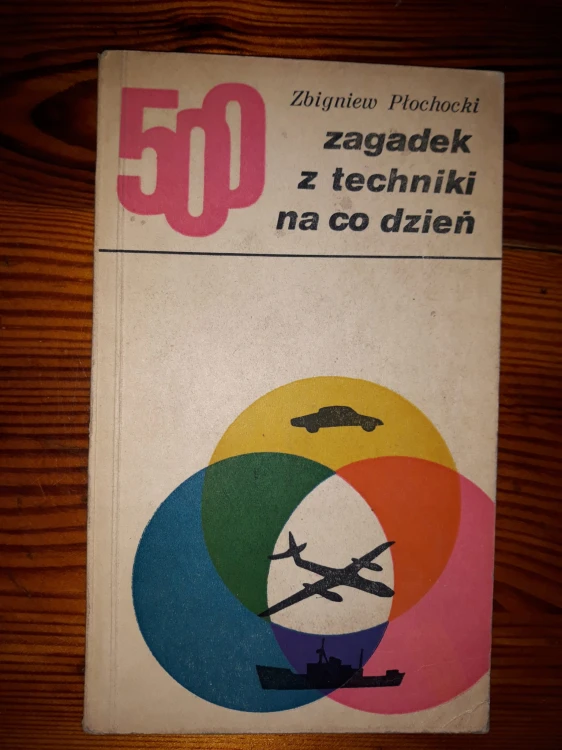 500
Zbigniew Płochocki
zagadek
z techniki
na co dzień